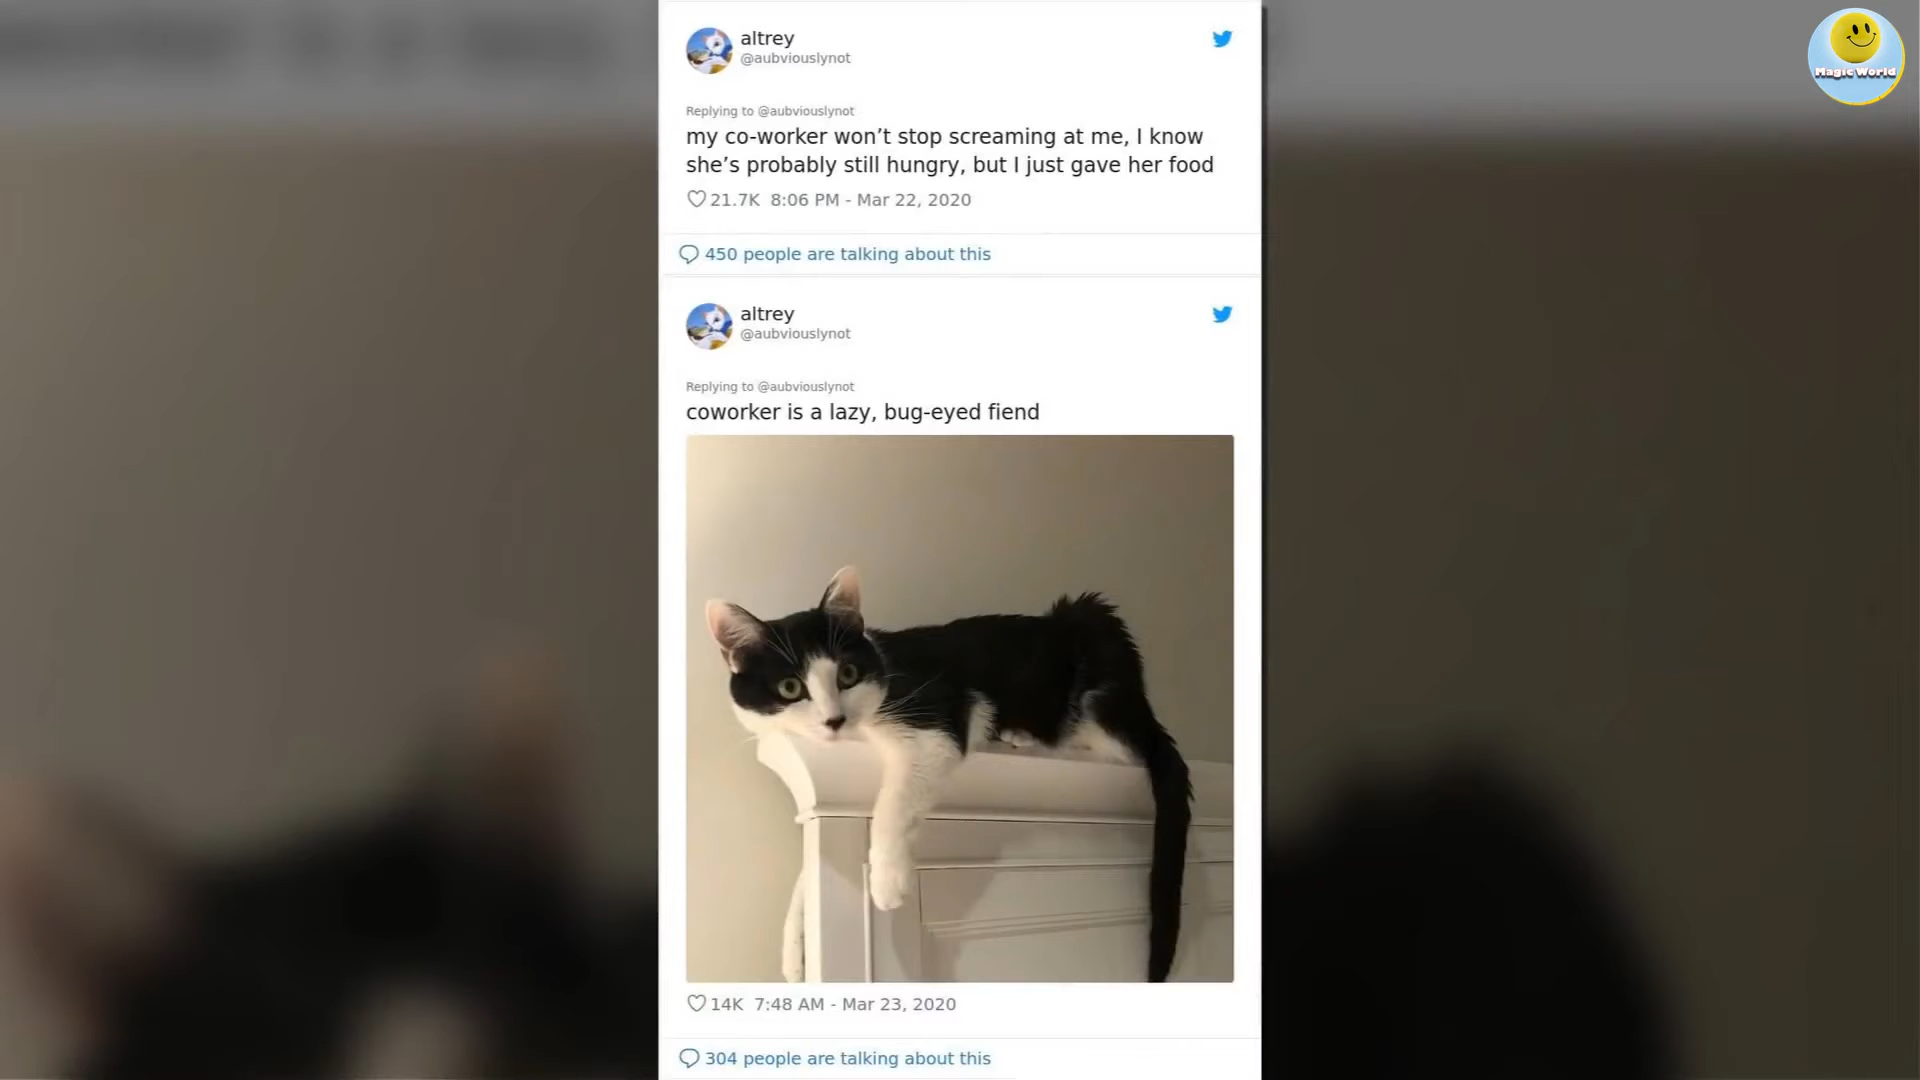 altrey
@aubviouslynot
Replying to @aubviouslynot
my co-worker won’t stop screaming at me, I know
she’s probably still hungry, but I just gave her food
21.7K 8:06 PM - Mar 22, 2020
450 people are talking about this
altrey
@aubviouslynot
Replying to @aubviouslynot
coworker is a lazy, bug-eyed fiend
14K 7:48 AM - Mar 23, 2020
304 people are talking about this
Magic World